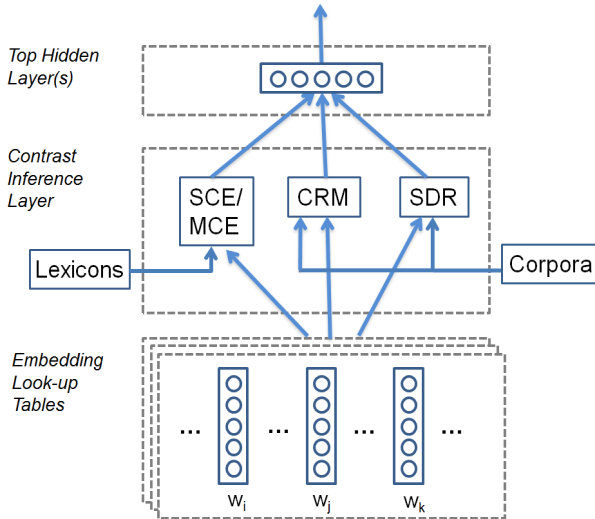 Top Hidden
Layer(s)
Contrast
Inference
Layer
SCE/
MCE
CRM
SDR
Lexicons
Corpora
Embedding
Look-up
Tables
... ... ... ...
wi wj wk